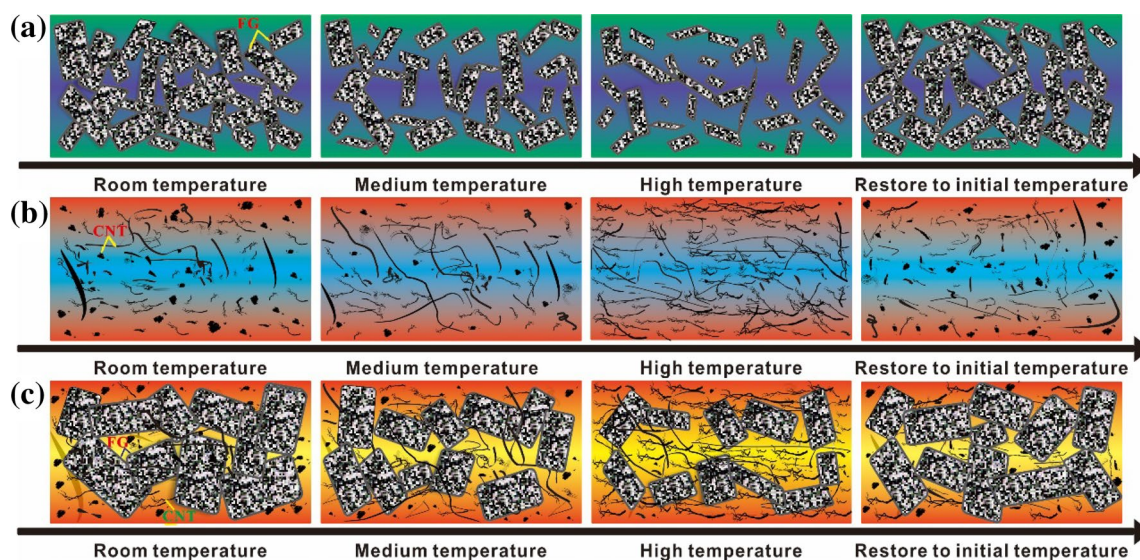 (a)
FG
Room temperature Medium temperature High temperature Restore to initial temperature
(b)
CNT
Room temperature Medium temperature High temperature Restore to initial temperature
(c)
FG
CNT
Room temperature Medium temperature High temperature Restore to initial temperature